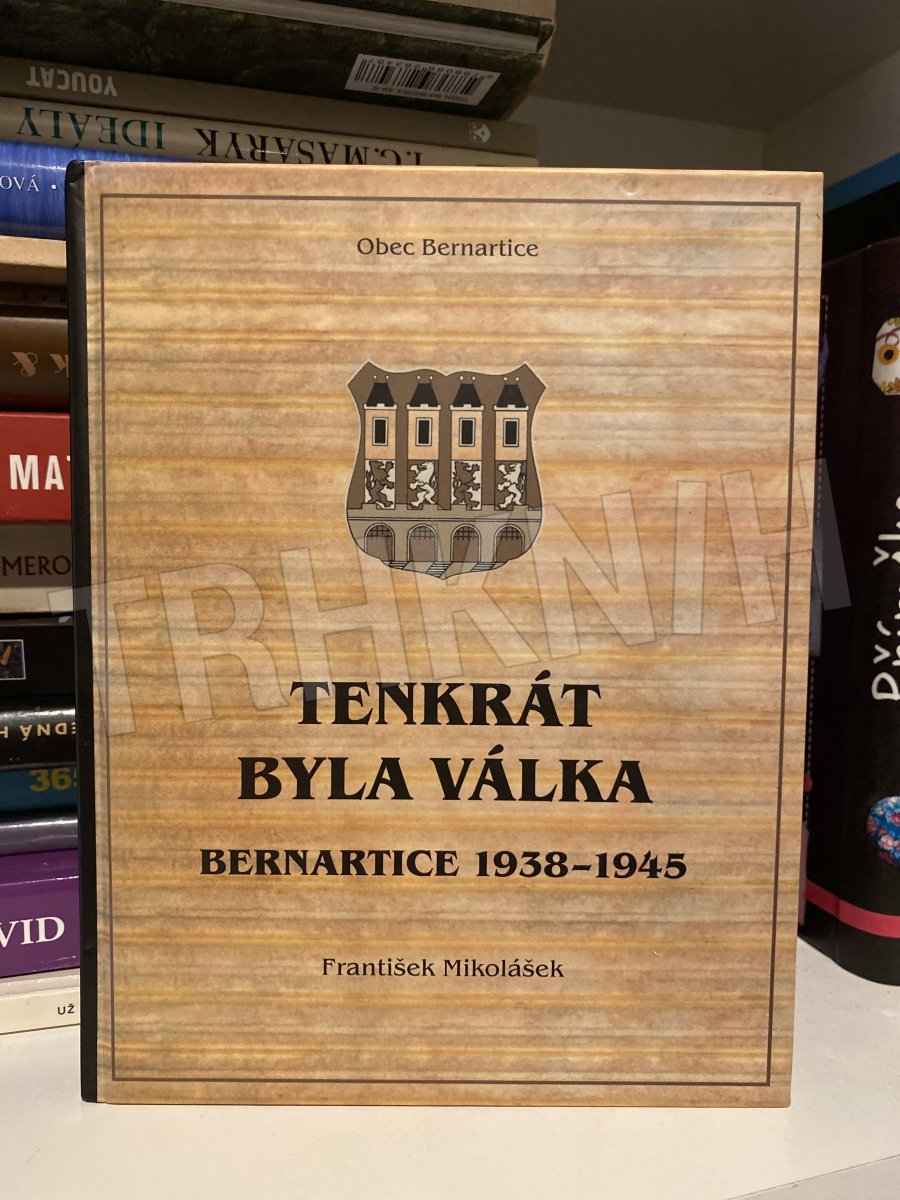 YOUCAT
T.G. MASARYK IDEÁLY
OVÁ
MAT
MERO
EDNÁ H
365
VID
UŽ
Obec Bernartice
TENKRÁT
BYLA VÁLKA
BERNARTICE 1938–1945
František Mikolášek
TRHKNIH